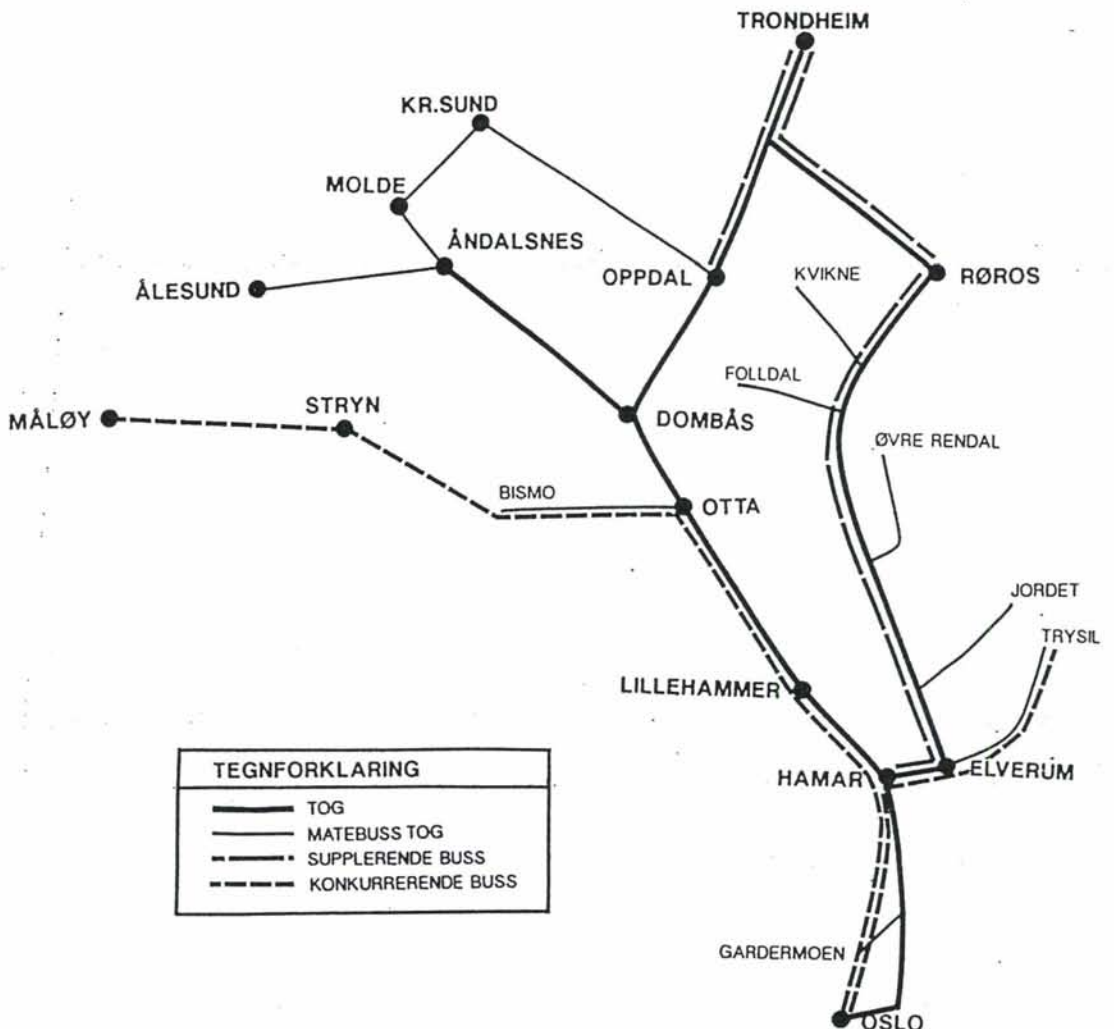 TRONDHEIM
KR.SUND
MOLDE
ÅNDALSNES
ÅLESUND
OPPDAL
KVIKNE
RØROS
FOLLDAL
MÅLØY
STRYN
DOMBÅS
ØVRE RENDAL
BISMO
OTTA
JORDET
TRYSIL
LILLEHAMMER
HAMAR
ELVERUM
TEGNFORKLARING
TOG
MATEBUSS TOG
SUPPLERENDE BUSS
KONKURRERENDE BUSS
GARDERMOEN
OSLO